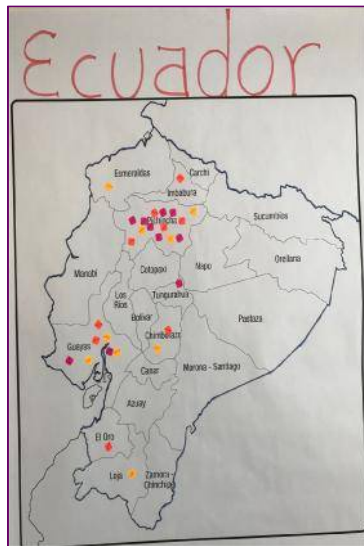 Ecuador
Esmeraldas
Carchi
Imbabura
Pichincha
Sucumbíos
Orellana
Manabí
Cotopaxi
Napo
Los
Ríos
Tungurahua
Bolívar
Pastaza
Guayas
Chimborazo
Morona - Santiago
Cañar
Azuay
El Oro
Loja
Zamora -
Chinchipe